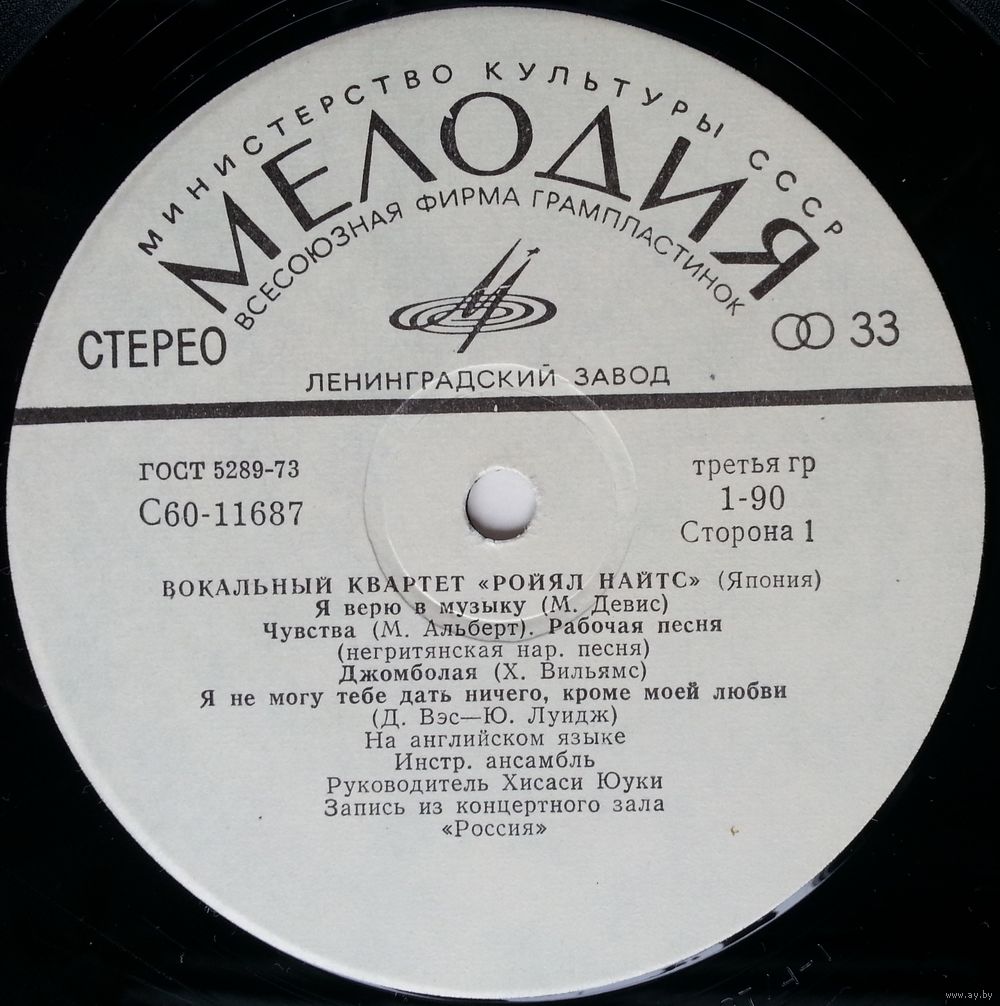 МИНИСТЕРСТВО КУЛЬТУРЫ СССР
МЕЛОДИЯ
ВСЕСОЮЗНАЯ ФИРМА ГРАМПЛАСТИНОК
СТЕРЕО
33
ЛЕНИНГРАДСКИЙ ЗАВОД
ГОСТ 5289-73
С60-11687
третья гр
1-90
Сторона 1
ВОКАЛЬНЫЙ КВАРТЕТ «РОЙЯЛ НАЙТС» (Япония)
Я верю в музыку (М. Девис)
Чувства (М. Альберт). Рабочая песня
(негритянская нар. песня)
Джомболая (Х. Вильямс)
Я не могу тебе дать ничего, кроме моей любви
(Д. Вэс—Ю. Луидж)
На английском языке
Инстр. ансамбль
Руководитель Хисаси Юуки
Запись из концертного зала
«Россия»
www.ay.by